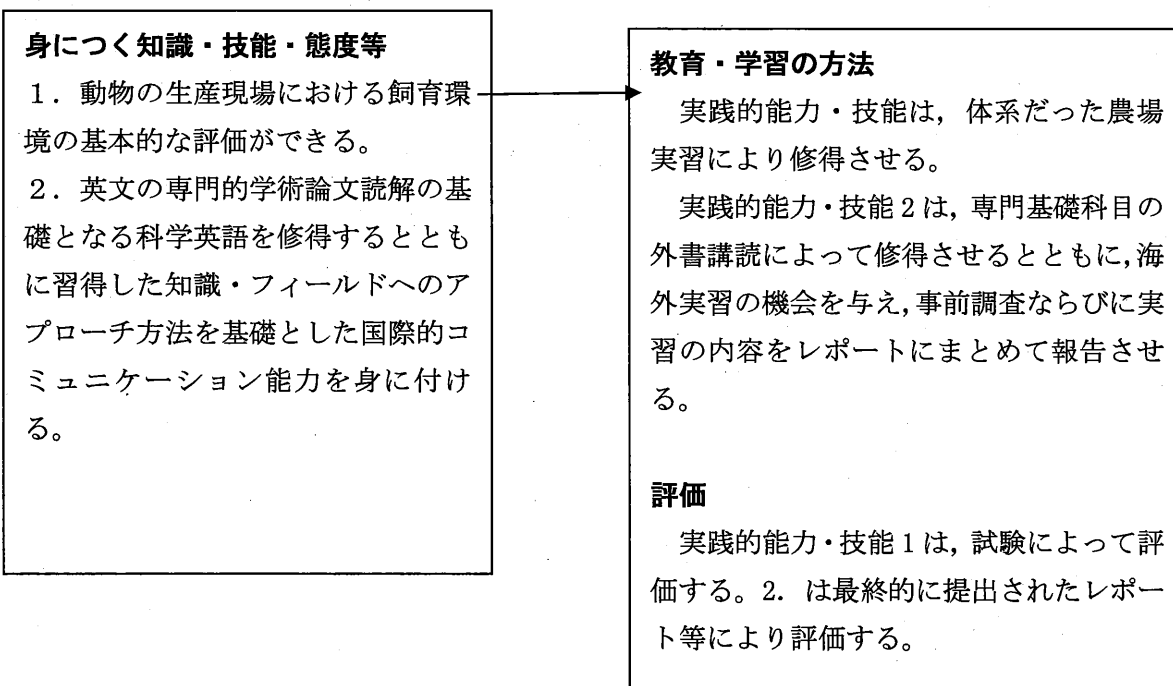 身につく知識・技能・態度等
1．動物の生産現場における飼育環
境の基本的な評価ができる。
2．英文の専門的学術論文読解の基
礎となる科学英語を修得するととも
に習得した知識・フィールドへのア
プローチ方法を基礎とした国際的コ
ミュニケーション能力を身に付け
る。
教育・学習の方法
実践的能力・技能は，体系だった農場
実習により修得させる。
実践的能力・技能2は，専門基礎科目の
外書講読によって修得させるとともに，海
外実習の機会を与え，事前調査ならびに実
習の内容をレポートにまとめて報告させ
る。
評価
実践的能力・技能1は，試験によって評
価する。2．は最終的に提出されたレポー
ト等により評価する。